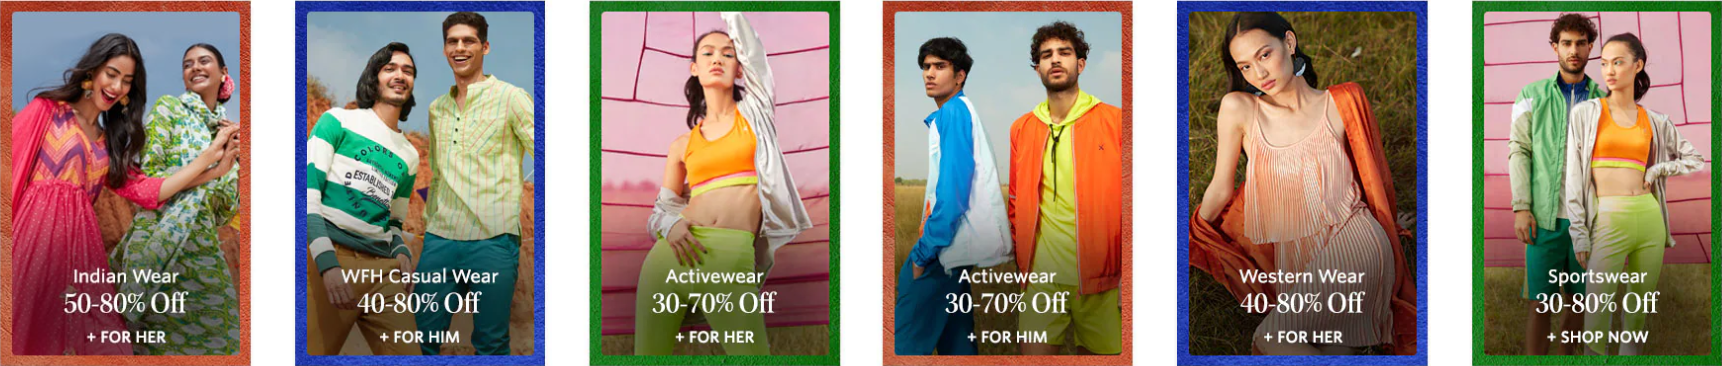 Indian Wear
50-80% Off
+ FOR HER
COLORS O
ESTABLISHED
WFH Casual Wear
40-80% Off
+ FOR HIM
Activewear
30-70% Off
+ FOR HER
Activewear
30-70% Off
+ FOR HIM
Western Wear
40-80% Off
+ FOR HER
Sportswear
30-80% Off
+ SHOP NOW